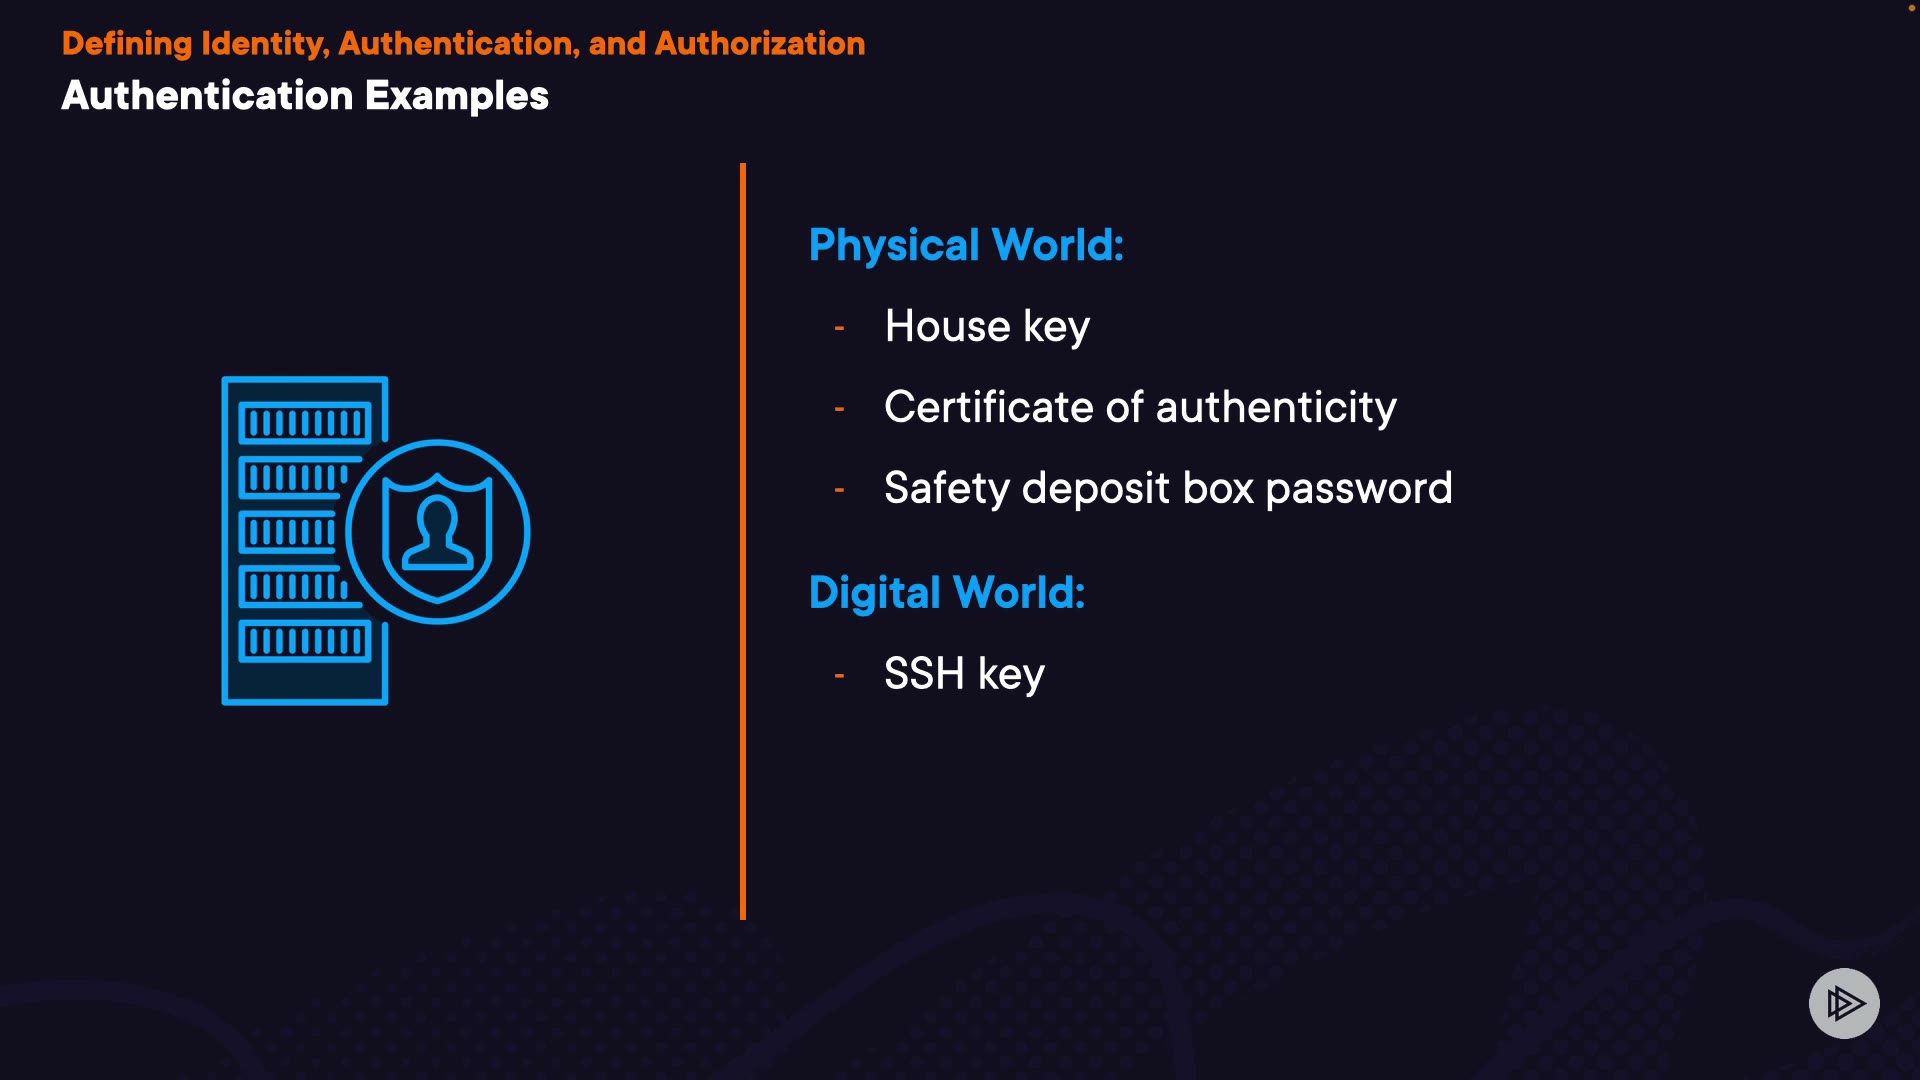 Defining Identity, Authentication, and Authorization
Authentication Examples
Physical World:
- House key
- Certificate of authenticity
- Safety deposit box password
Digital World:
- SSH key